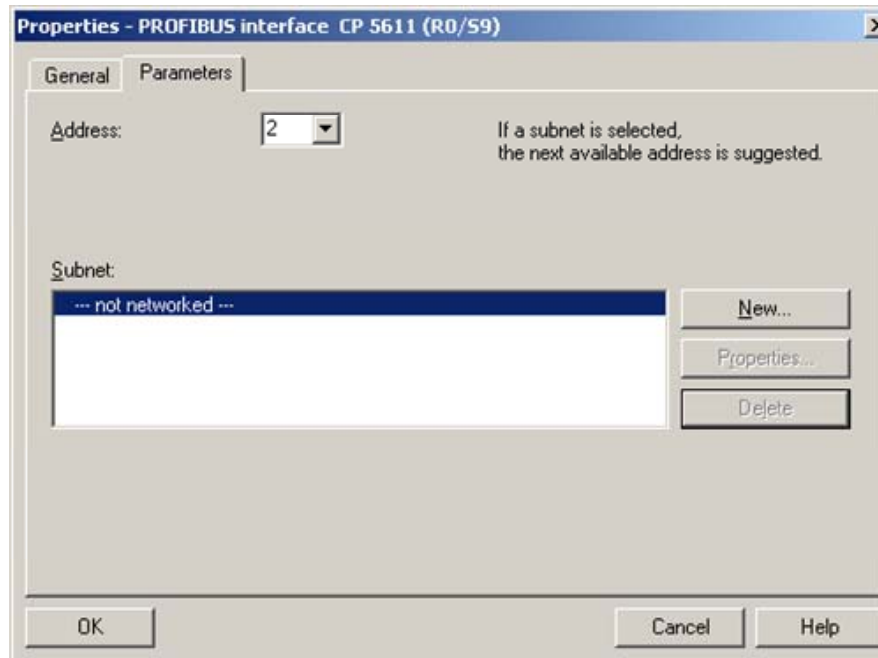 Properties - PROFIBUS interface CP 5611 (R0/S9)
General
Parameters
Address:
2
If a subnet is selected,
the next available address is suggested.
Subnet:
--- not networked ---
New...
Properties...
Delete
OK
Cancel
Help